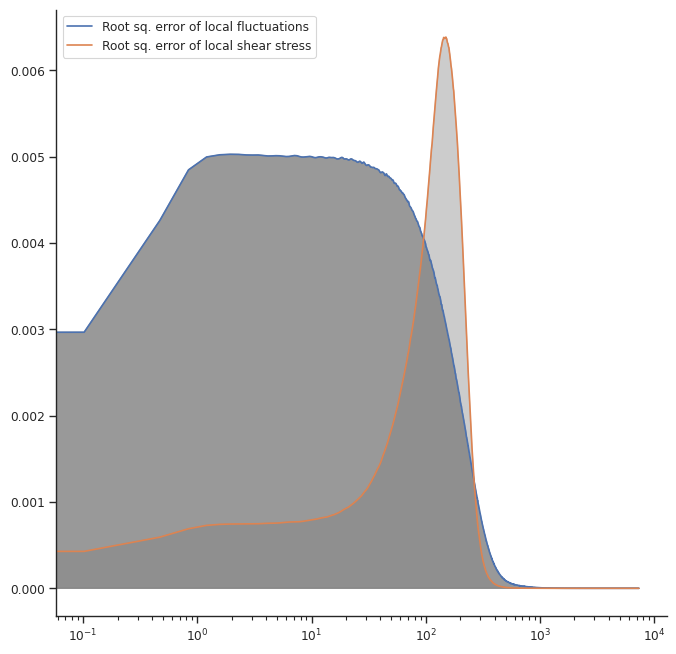 Root sq. error of local fluctuations
Root sq. error of local shear stress
0.006
0.005
0.004
0.003
0.002
0.001
0.000
10⁻¹ 10⁰ 10¹ 10² 10³ 10⁴